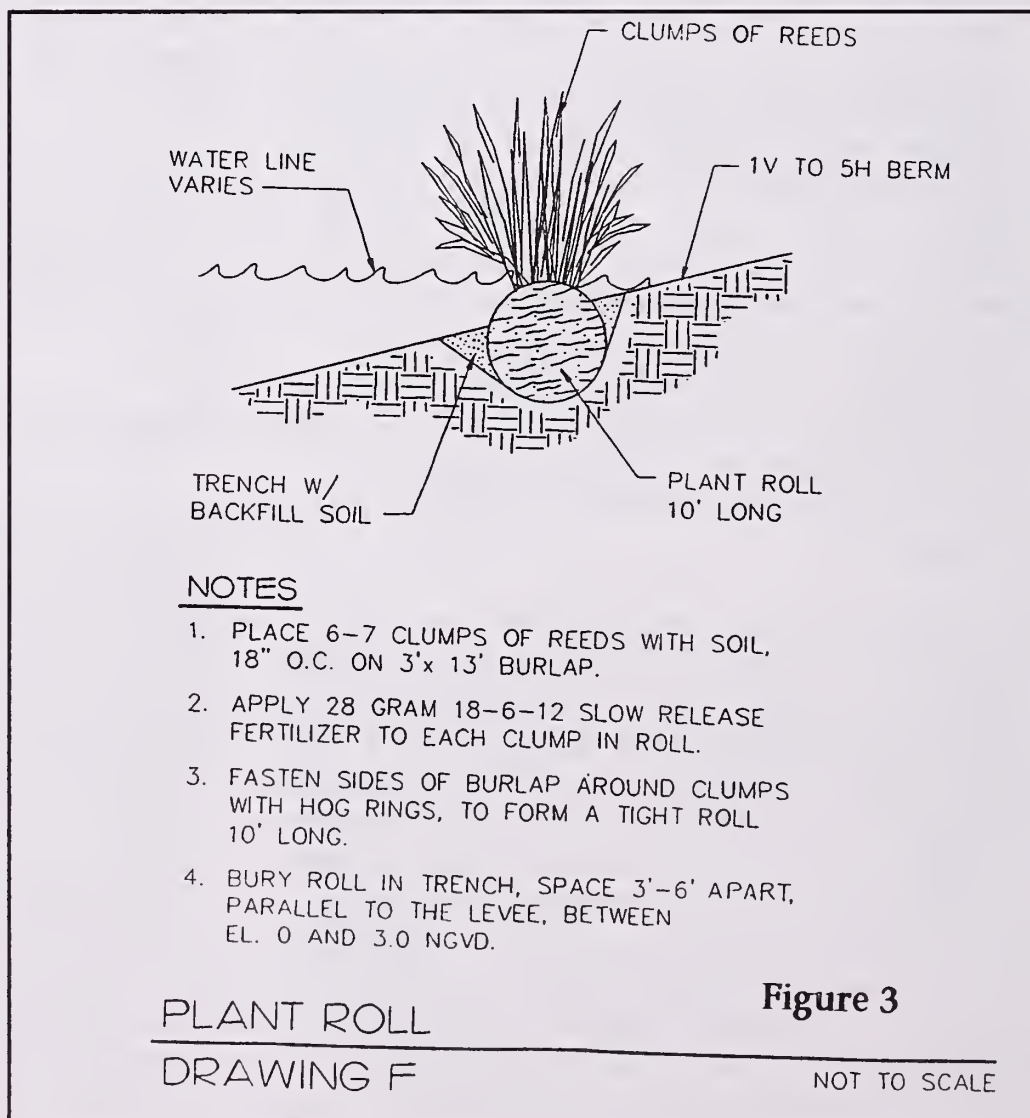 CLUMPS OF REEDS
WATER LINE
VARIES
1V TO 5H BERM
TRENCH W/
BACKFILL SOIL
PLANT ROLL
10' LONG
NOTES
1. PLACE 6-7 CLUMPS OF REEDS WITH SOIL,
18" O.C. ON 3'x 13' BURLAP.
2. APPLY 28 GRAM 18-6-12 SLOW RELEASE
FERTILIZER TO EACH CLUMP IN ROLL.
3. FASTEN SIDES OF BURLAP AROUND CLUMPS
WITH HOG RINGS, TO FORM A TIGHT ROLL
10' LONG.
4. BURY ROLL IN TRENCH, SPACE 3'-6' APART,
PARALLEL TO THE LEVEE, BETWEEN
EL. 0 AND 3.0 NGVD.
Figure 3
PLANT ROLL
DRAWING F
NOT TO SCALE